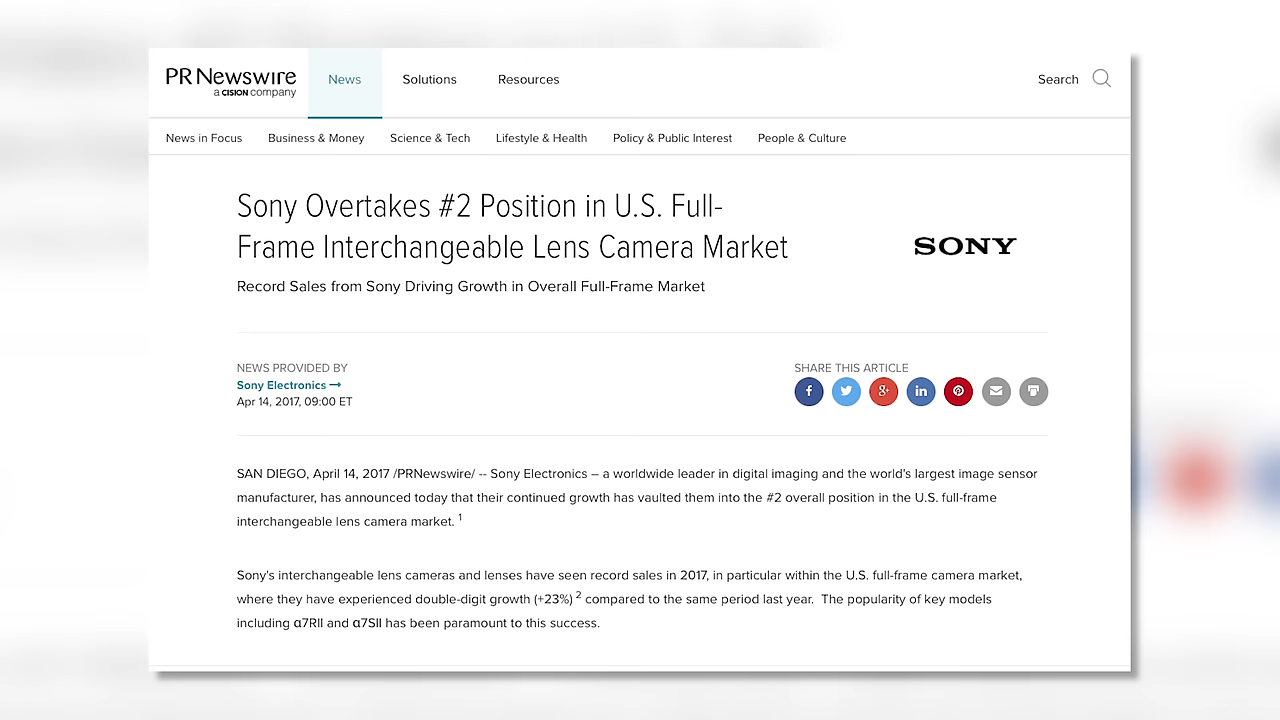 PR Newswire
a CISION company
News
Solutions
Resources
Search
News in Focus
Business & Money
Science & Tech
Lifestyle & Health
Policy & Public Interest
People & Culture
Sony Overtakes #2 Position in U.S. Full-
Frame Interchangeable Lens Camera Market
SONY
Record Sales from Sony Driving Growth in Overall Full-Frame Market
NEWS PROVIDED BY
Sony Electronics →
Apr 14, 2017, 09:00 ET
SHARE THIS ARTICLE
SAN DIEGO, April 14, 2017 /PRNewswire/ -- Sony Electronics – a worldwide leader in digital imaging and the world's largest image sensor
manufacturer, has announced today that their continued growth has vaulted them into the #2 overall position in the U.S. full-frame
interchangeable lens camera market. 1
Sony's interchangeable lens cameras and lenses have seen record sales in 2017, in particular within the U.S. full-frame camera market,
where they have experienced double-digit growth (+23%) 2 compared to the same period last year. The popularity of key models
including α7RII and α7SII has been paramount to this success.